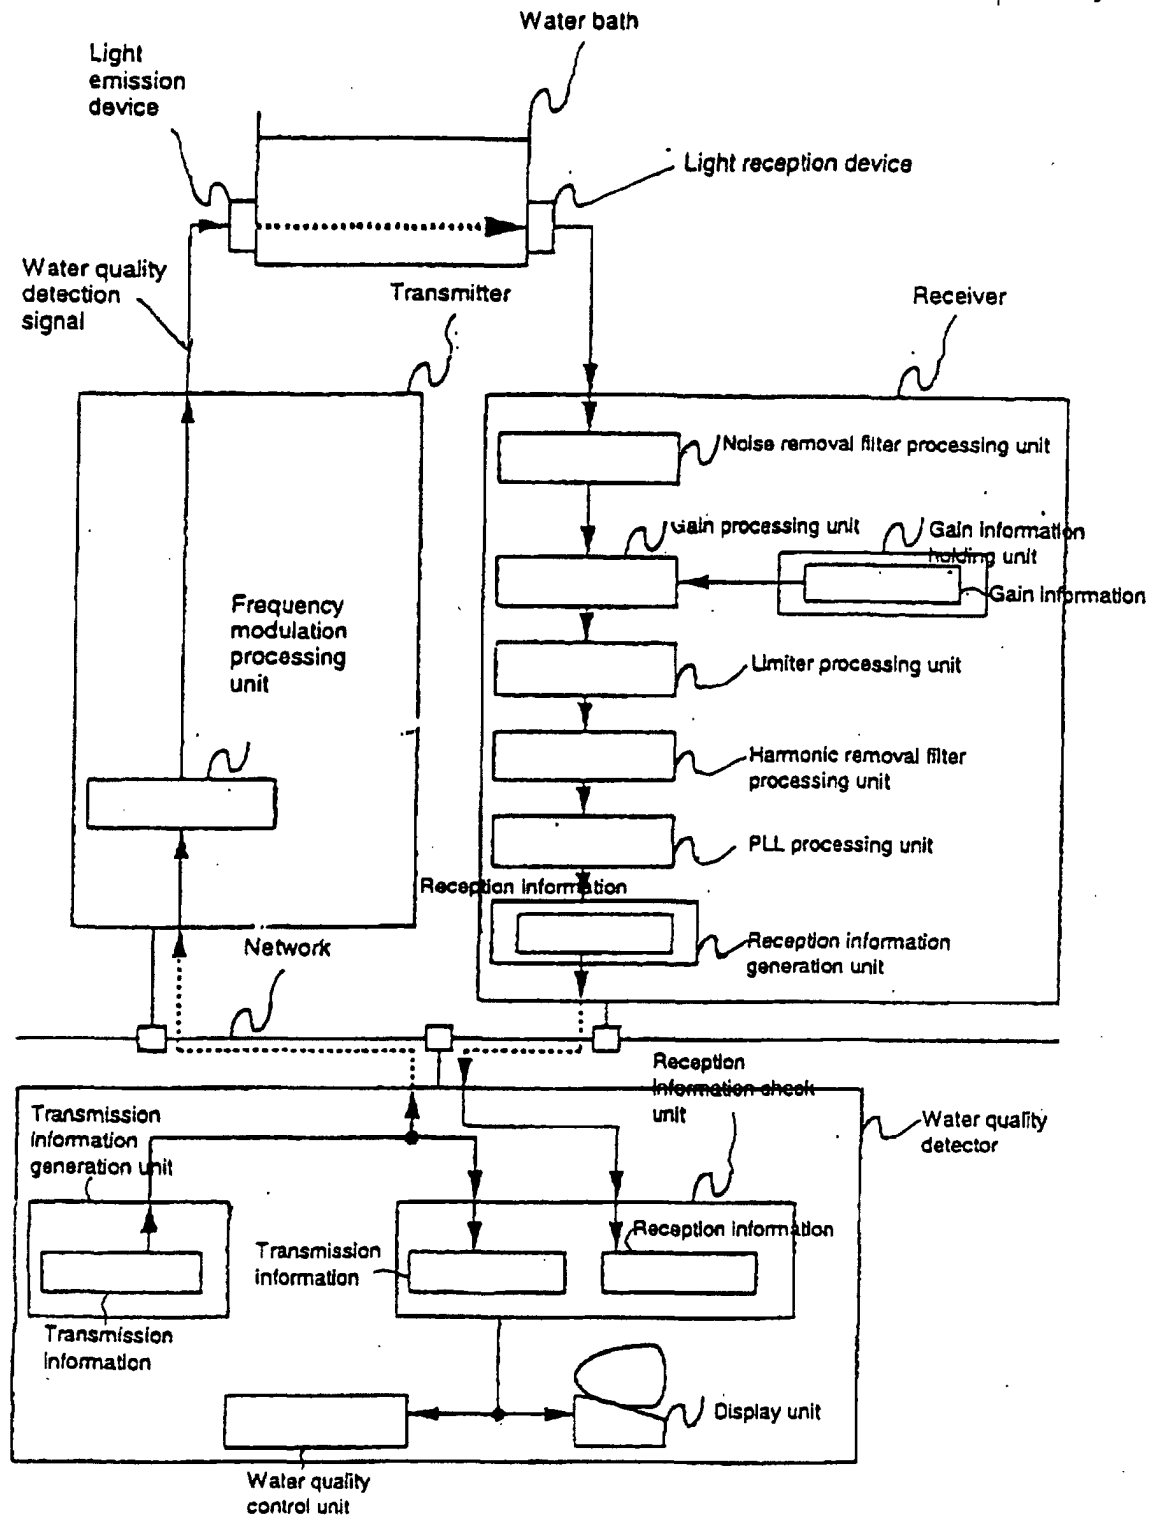 Water bath
Light
emission
device
Light reception device
Water quality
detection
signal
Transmitter
Receiver
Noise removal filter processing unit
Gain processing unit
Gain information
holding unit
Gain information
Frequency
modulation
processing
unit
Limiter processing unit
Harmonic removal filter
processing unit
PLL processing unit
Reception information
Reception information
generation unit
Network
Reception
information check
unit
Transmission
information
generation unit
Water quality
detector
Reception information
Transmission
information
Transmission
information
Display unit
Water quality
control unit